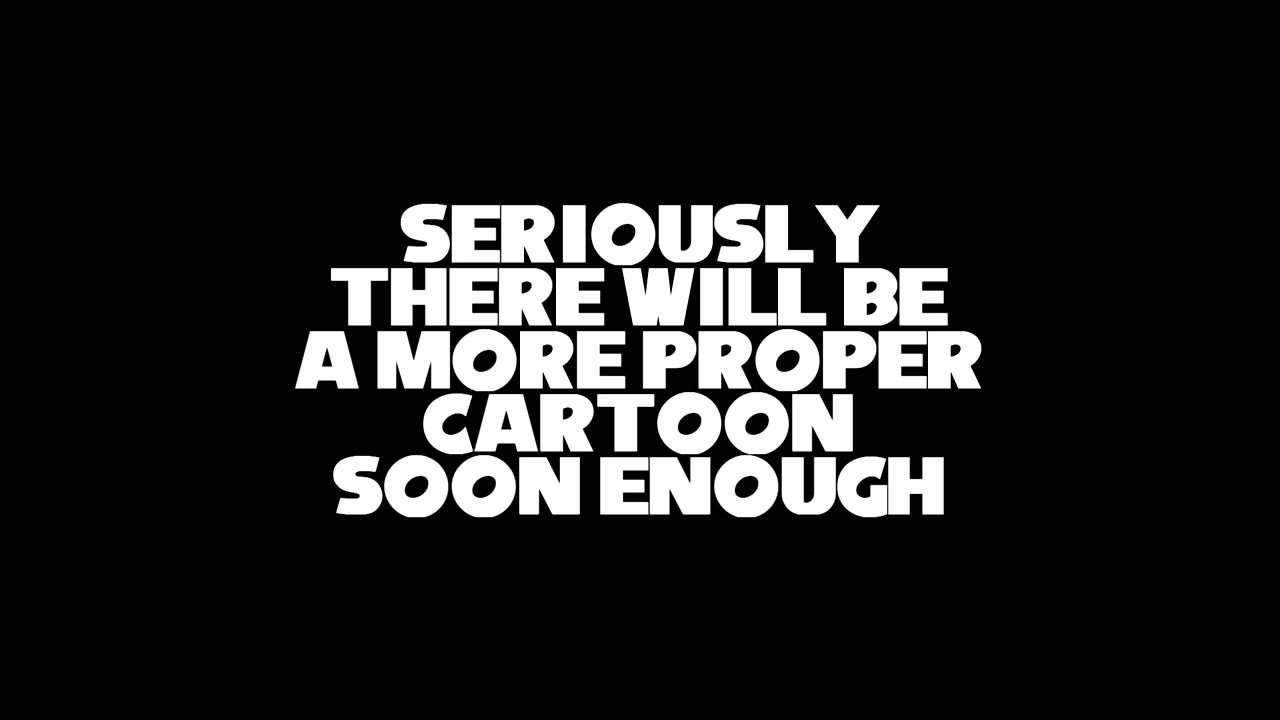 SERIOUSLY
THERE WILL BE
A MORE PROPER
CARTOON
SOON ENOUGH